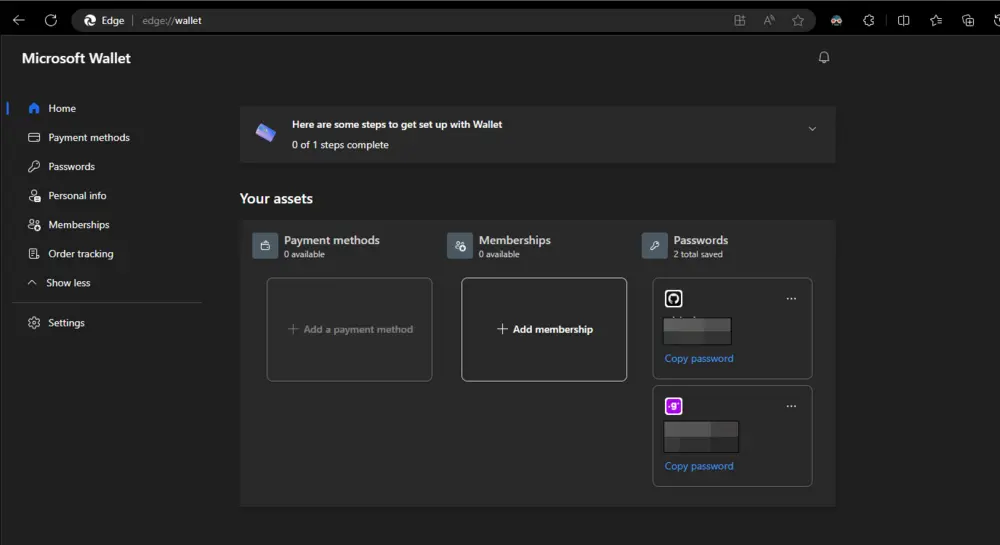 Edge
edge://wallet
Microsoft Wallet
Home
Payment methods
Passwords
Personal info
Memberships
Order tracking
Show less
Settings
Here are some steps to get set up with Wallet
0 of 1 steps complete
Your assets
Payment methods
0 available
Add a payment method
Memberships
0 available
Add membership
Passwords
2 total saved
Copy password
·g·
Copy password